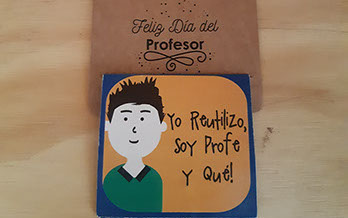 Feliz Día del
Profesor
Yo Reutilizo,
Soy Profe
y Qué!